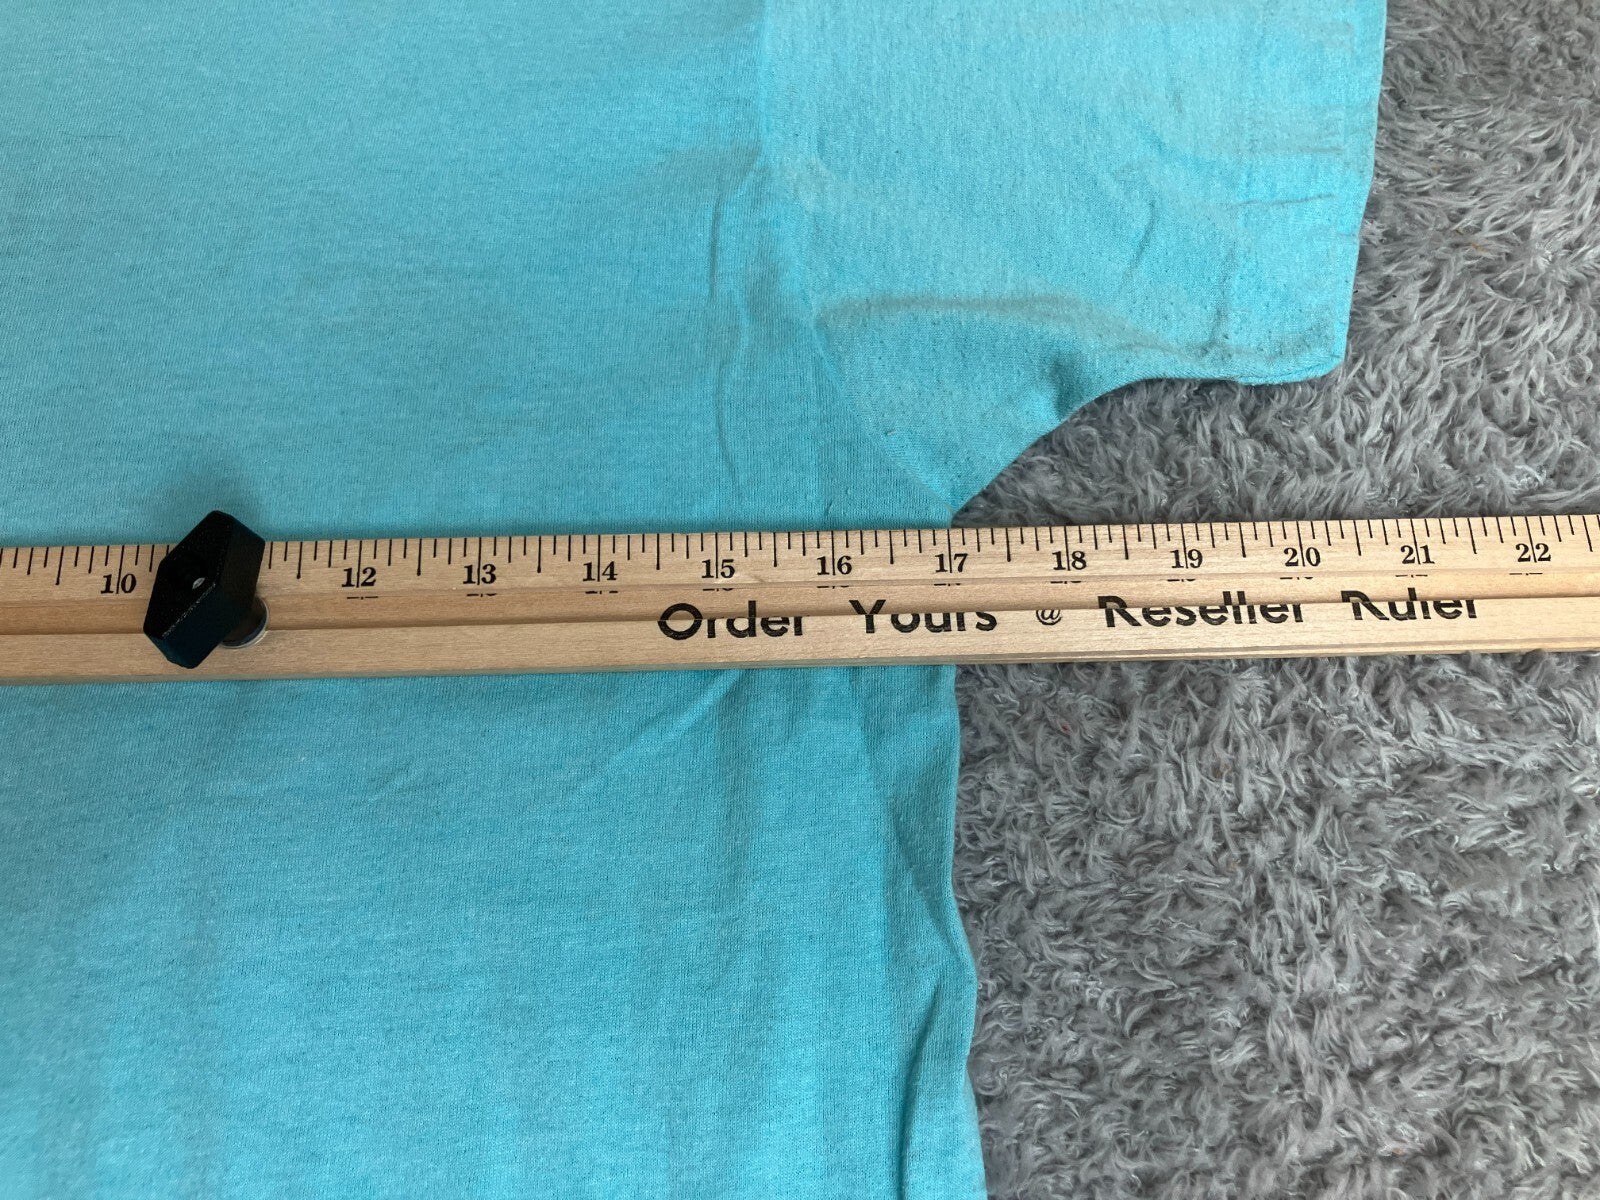 10 12 13 14 15 16 17 18 19 20 21 22
Order Yours @ Reseller Ruler